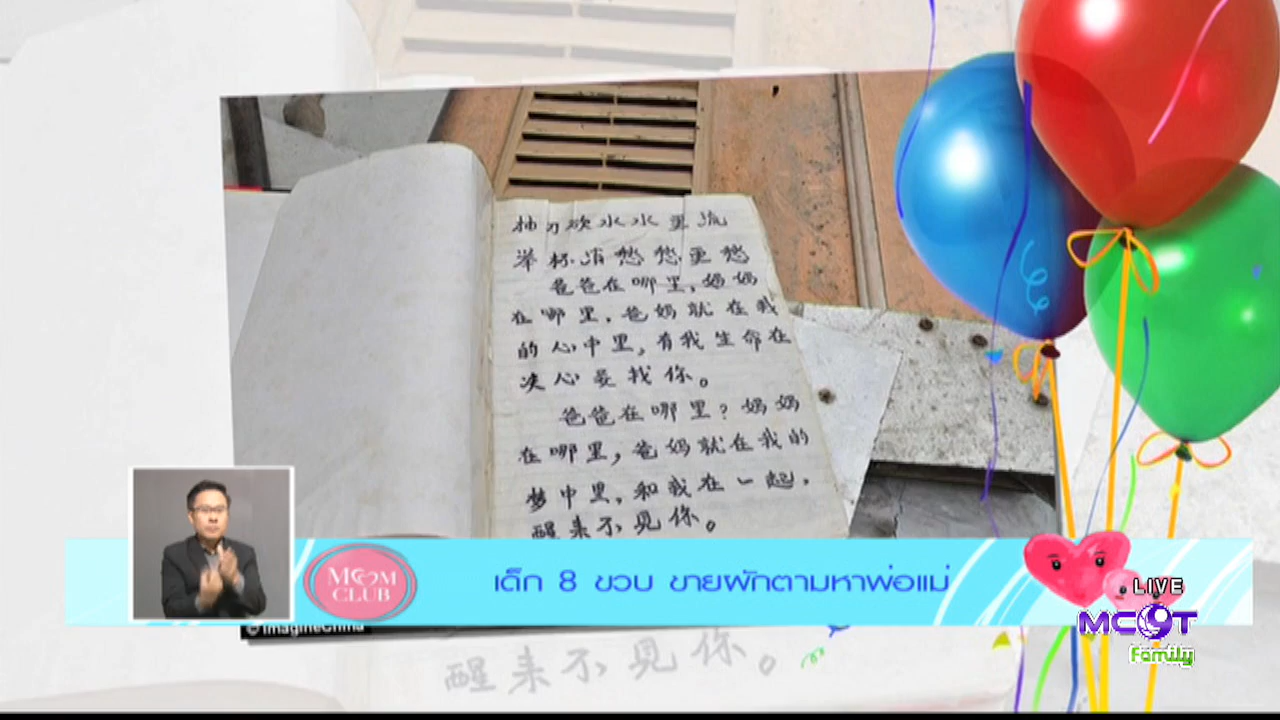 抽刀欲水水里流
举杯消愁愁更愁
爸爸在哪里，妈妈
在哪里，爸妈就在我
的心中里，有我生命在
决心要找你。
爸爸在哪里？妈妈
在哪里，爸妈就在我的
梦中里，和我在一起，
醒来不见你。
MCOM
CLUB
เด็ก 8 ขวบ ขายผักตามหาพ่อแม่
LIVE
MCOT
Family
© ImagineChina
醒来不见你。